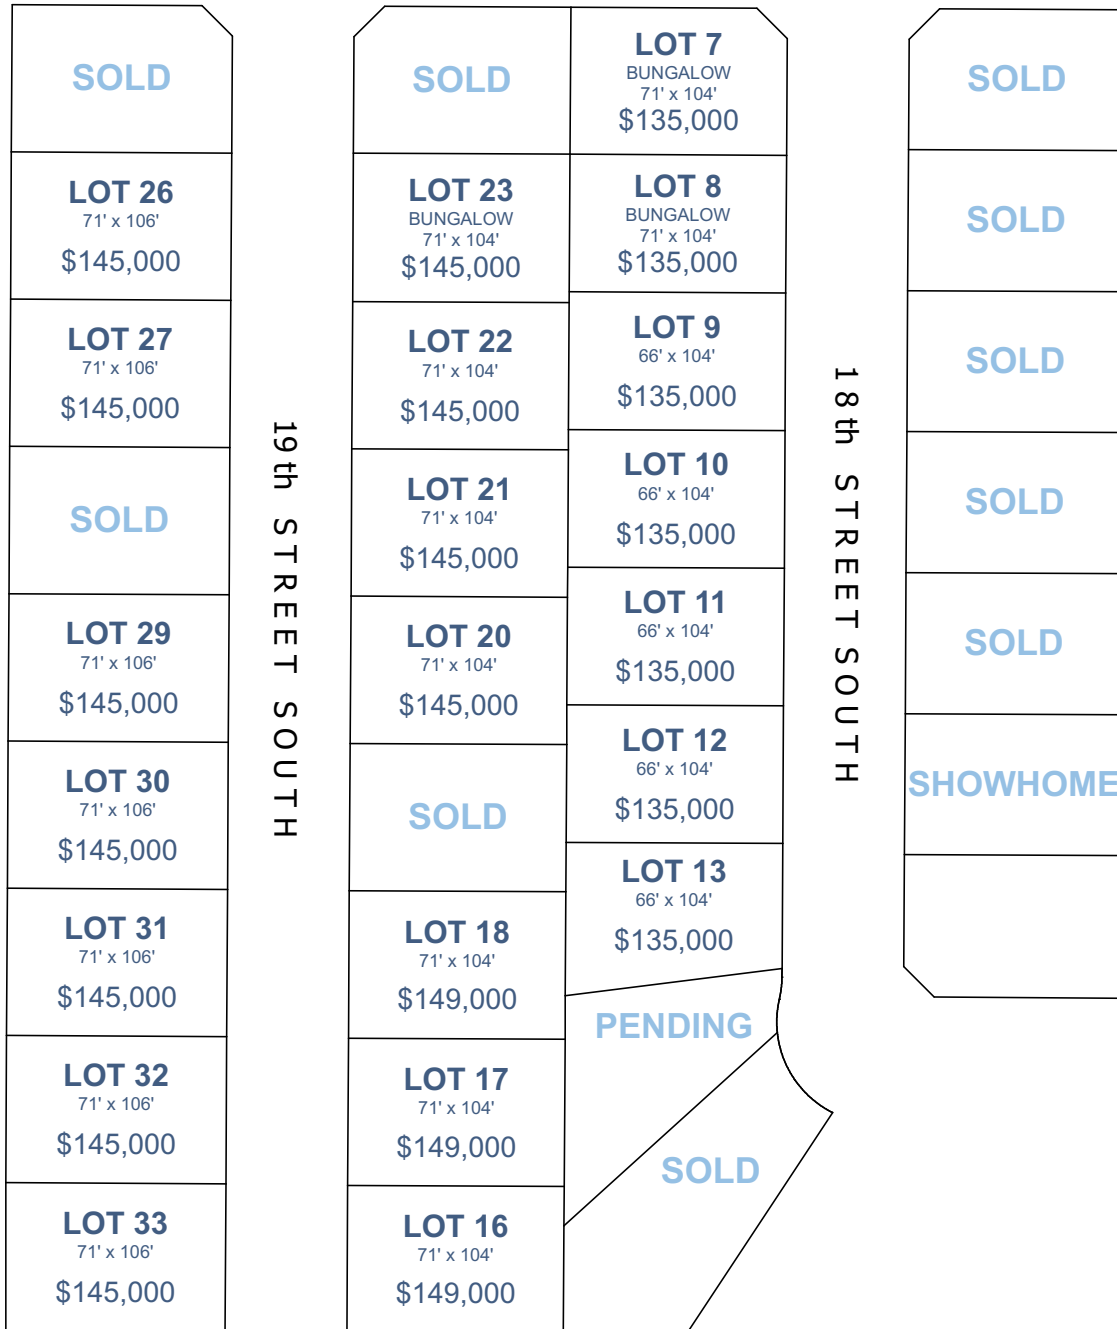 SOLD
LOT 26
71' x 106'
$145,000
LOT 27
71' x 106'
$145,000
SOLD
LOT 29
71' x 106'
$145,000
LOT 30
71' x 106'
$145,000
LOT 31
71' x 106'
$145,000
LOT 32
71' x 106'
$145,000
LOT 33
71' x 106'
$145,000
19th STREET SOUTH
SOLD
LOT 23
BUNGALOW
71' x 104'
$145,000
LOT 22
71' x 104'
$145,000
LOT 21
71' x 104'
$145,000
LOT 20
71' x 104'
$145,000
SOLD
LOT 18
71' x 104'
$149,000
LOT 17
71' x 104'
$149,000
LOT 16
71' x 104'
$149,000
LOT 7
BUNGALOW
71' x 104'
$135,000
LOT 8
BUNGALOW
71' x 104'
$135,000
LOT 9
66' x 104'
$135,000
LOT 10
66' x 104'
$135,000
LOT 11
66' x 104'
$135,000
LOT 12
66' x 104'
$135,000
LOT 13
66' x 104'
$135,000
PENDING
SOLD
18th STREET SOUTH
SOLD
SOLD
SOLD
SOLD
SOLD
SHOWHOME